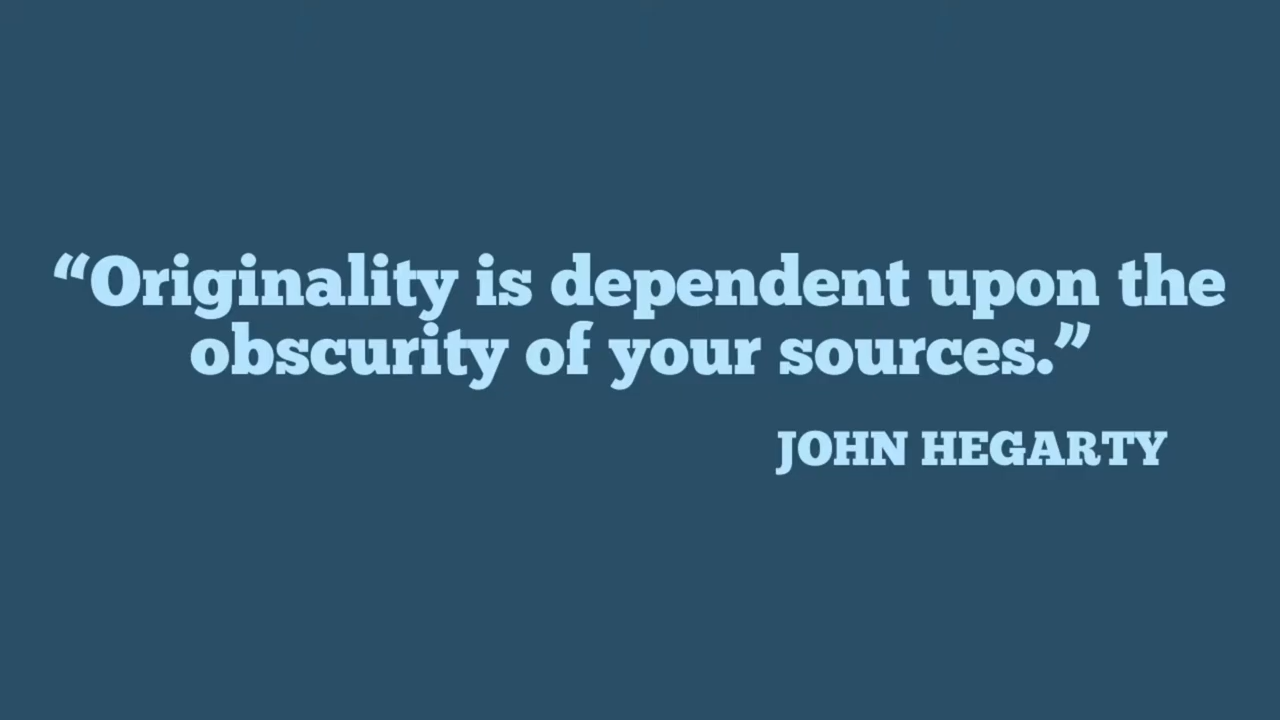 “Originality is dependent upon the
obscurity of your sources.”
JOHN HEGARTY